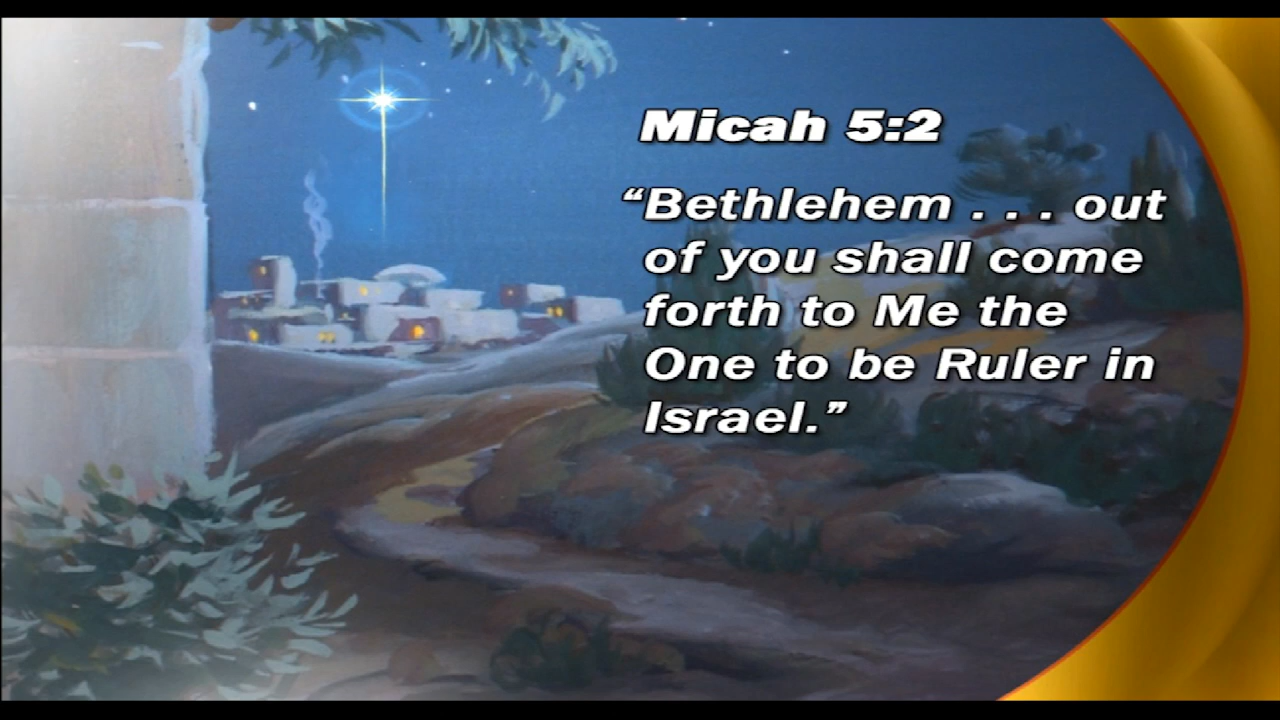 Micah 5:2
“Bethlehem . . . out
of you shall come
forth to Me the
One to be Ruler in
Israel.”